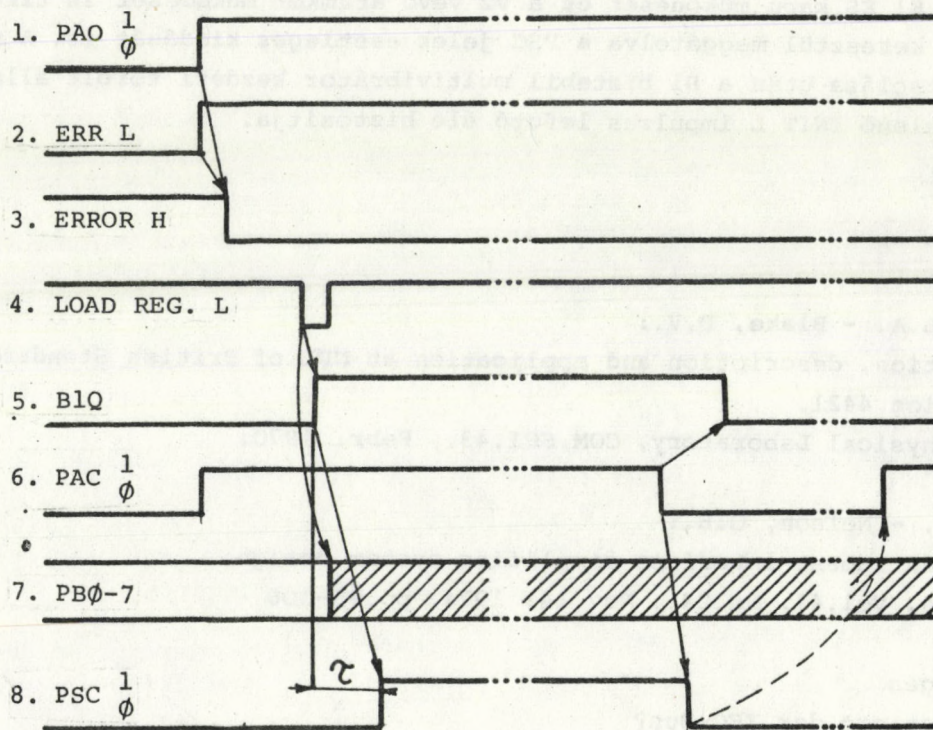 1. PAO 1
ϕ
2. ERR L
3. ERROR H
4. LOAD REG. L
5. B1Q
6. PAC 1
ϕ
7. PBϕ-7
τ
8. PSC 1
ϕ